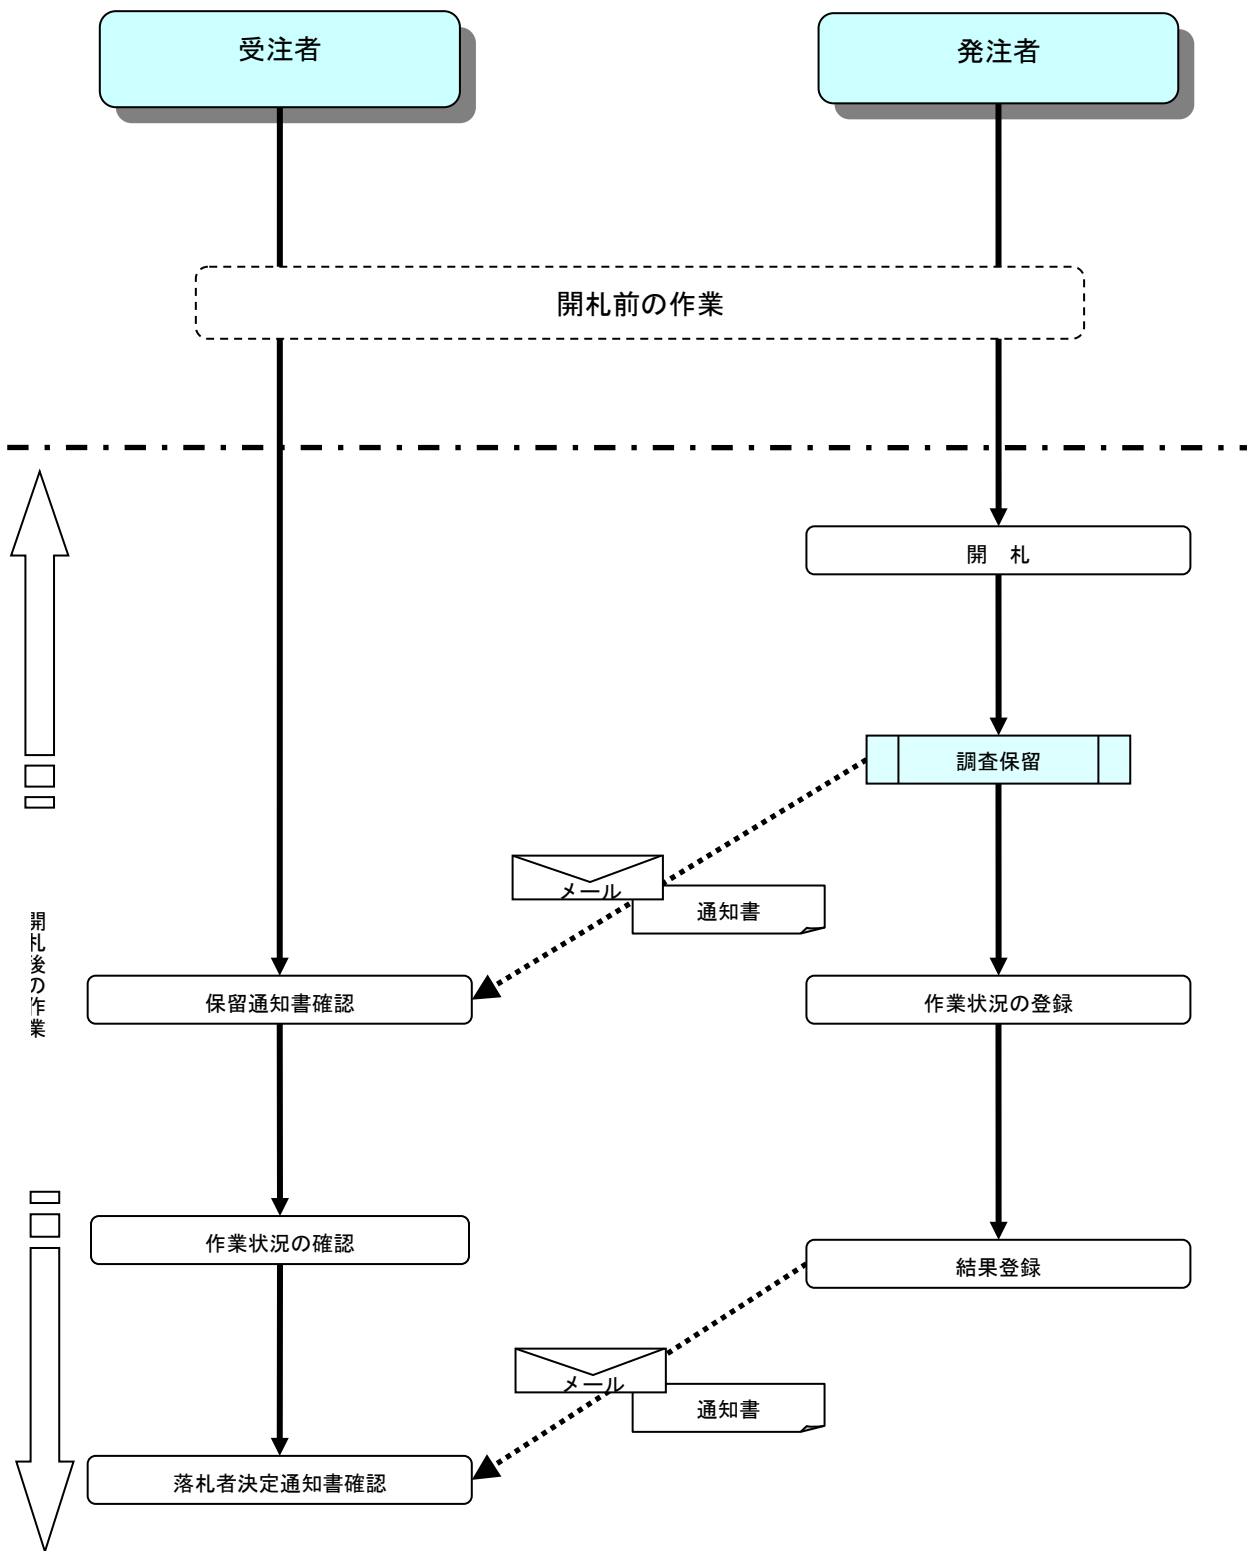 受注者
発注者
開札前の作業
開　札
調査保留
メール
通知書
開札後の作業
保留通知書確認
作業状況の登録
作業状況の確認
結果登録
メール
通知書
落札者決定通知書確認